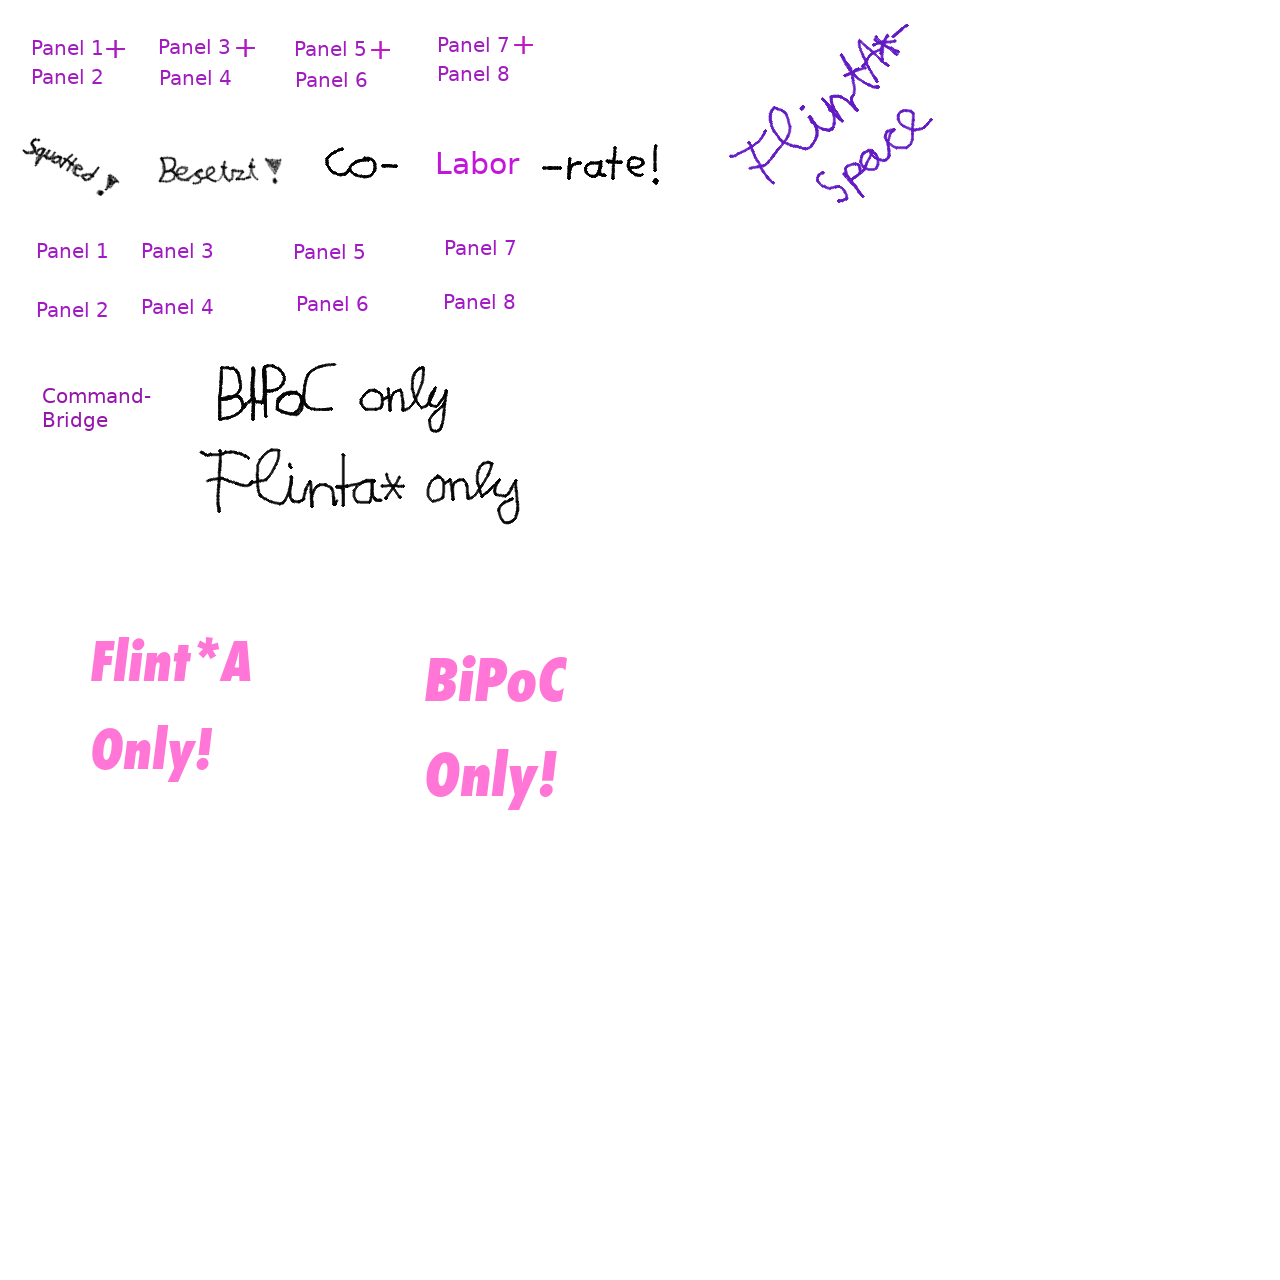 Panel 1+ Panel 3+ Panel 5+ Panel 7+
Panel 2 Panel 4 Panel 6 Panel 8
FlintA*-
Space
Squatted! Besetzt! Co- Labor -rate!
Panel 1 Panel 3 Panel 5 Panel 7
Panel 2 Panel 4 Panel 6 Panel 8
Command-
Bridge
BIPoC only
Flinta* only
Flint*A
Only!
BiPoC
Only!